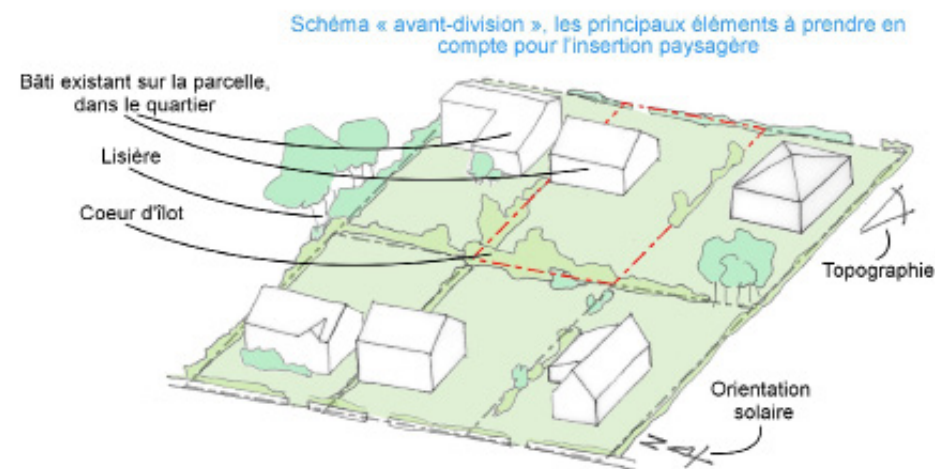 Schéma « avant-division », les principaux éléments à prendre en
compte pour l'insertion paysagère
Bâti existant sur la parcelle,
dans le quartier
Lisière
Coeur d'îlot
Topographie
Orientation
solaire
N